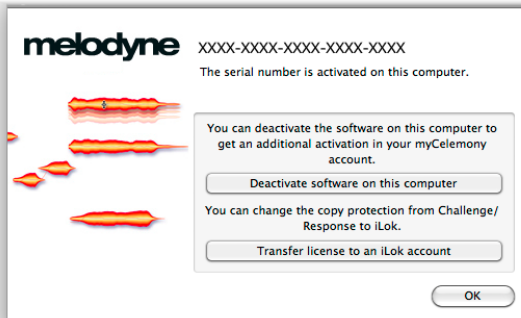 melodyne
XXXX-XXXX-XXXX-XXXX-XXXX
The serial number is activated on this computer.
You can deactivate the software on this computer to
get an additional activation in your myCelemony
account.
Deactivate software on this computer
You can change the copy protection from Challenge/
Response to iLok.
Transfer license to an iLok account
OK